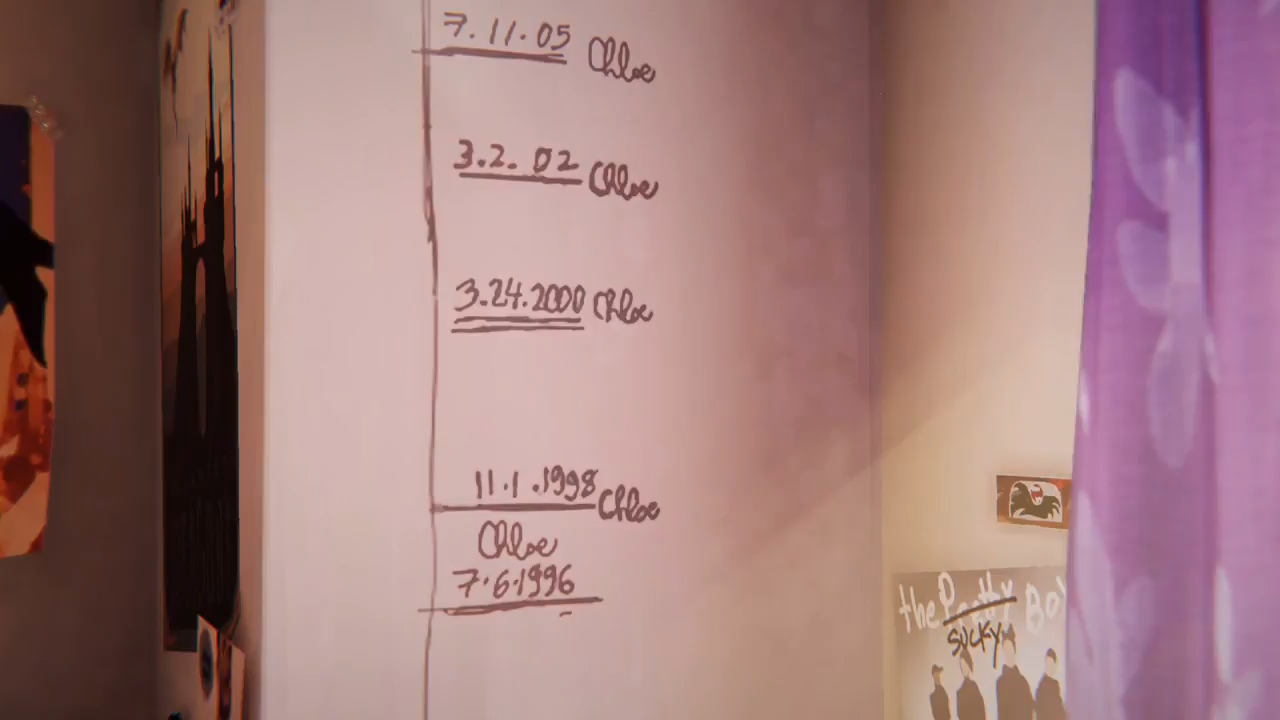 7.11.05 Chloe
3.2.02 Chloe
3.24.2000 Chloe
11.1.1998 Chloe
Chloe
7.6.1996
the Pretty Boy
SUCKY